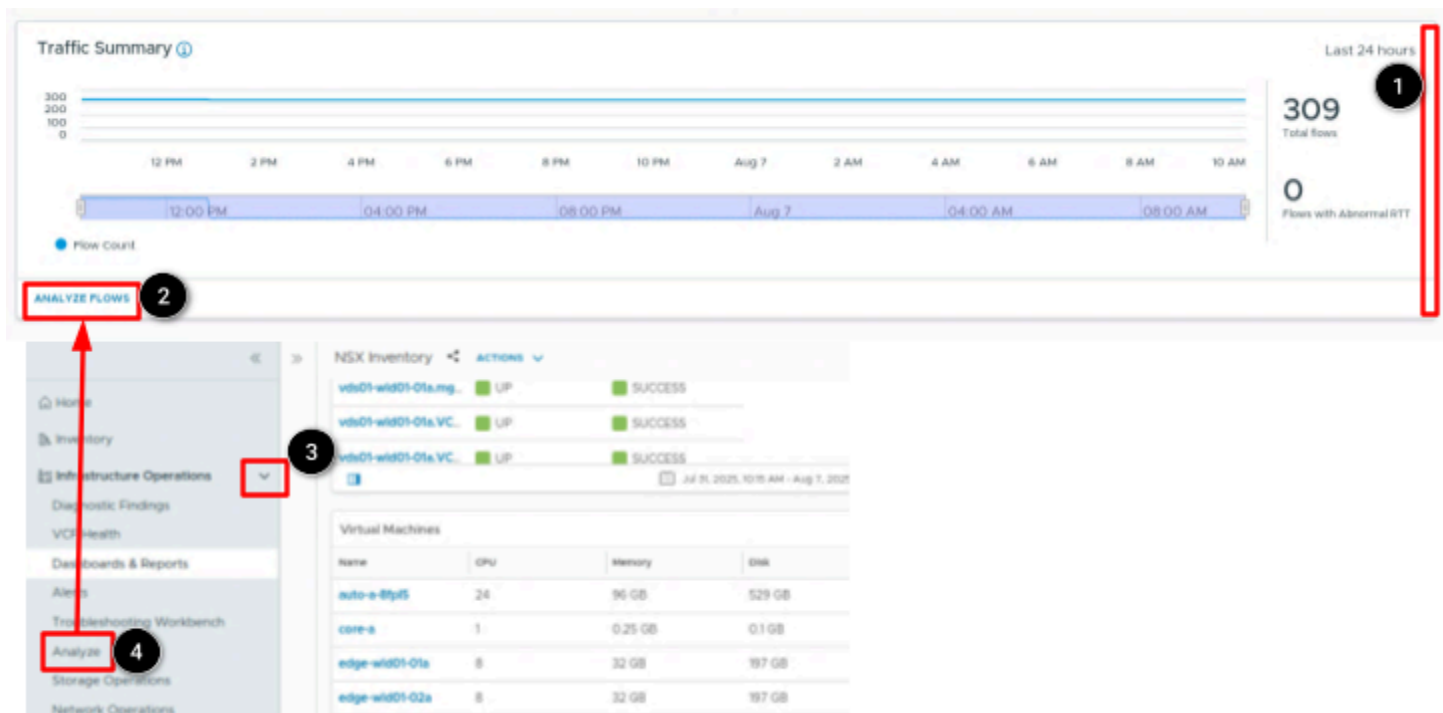 Traffic Summary
Last 24 hours
1
300
200
100
0
309
Total flows
12 PM 2 PM 4 PM 6 PM 8 PM 10 PM Aug 7 2 AM 4 AM 6 AM 8 AM 10 AM
0
Flows with Abnormal RTT
12:00 PM 04:00 PM 08:00 PM Aug 7 04:00 AM 08:00 AM
Flow Count
ANALYZE FLOWS 2
« » NSX Inventory ACTIONS
Home
Inventory
3
Infrastructure Operations
Diagnostic Findings
VCF Health
Dashboards & Reports
Alerts
Troubleshooting Workbench
Analyze 4
Storage Operations
Network Operations
vds01-wld01-01a.mg... UP SUCCESS
vds01-wld01-01a.VC... UP SUCCESS
vds01-wld01-01a.VC... UP SUCCESS
Jul 31, 2025, 10:15 AM - Aug 7, 2025
Virtual Machines
Name CPU Memory Disk
auto-a-8fpl5 24 96 GB 529 GB
core-a 1 0.25 GB 0.1 GB
edge-wld01-01a 8 32 GB 197 GB
edge-wld01-02a 8 32 GB 197 GB